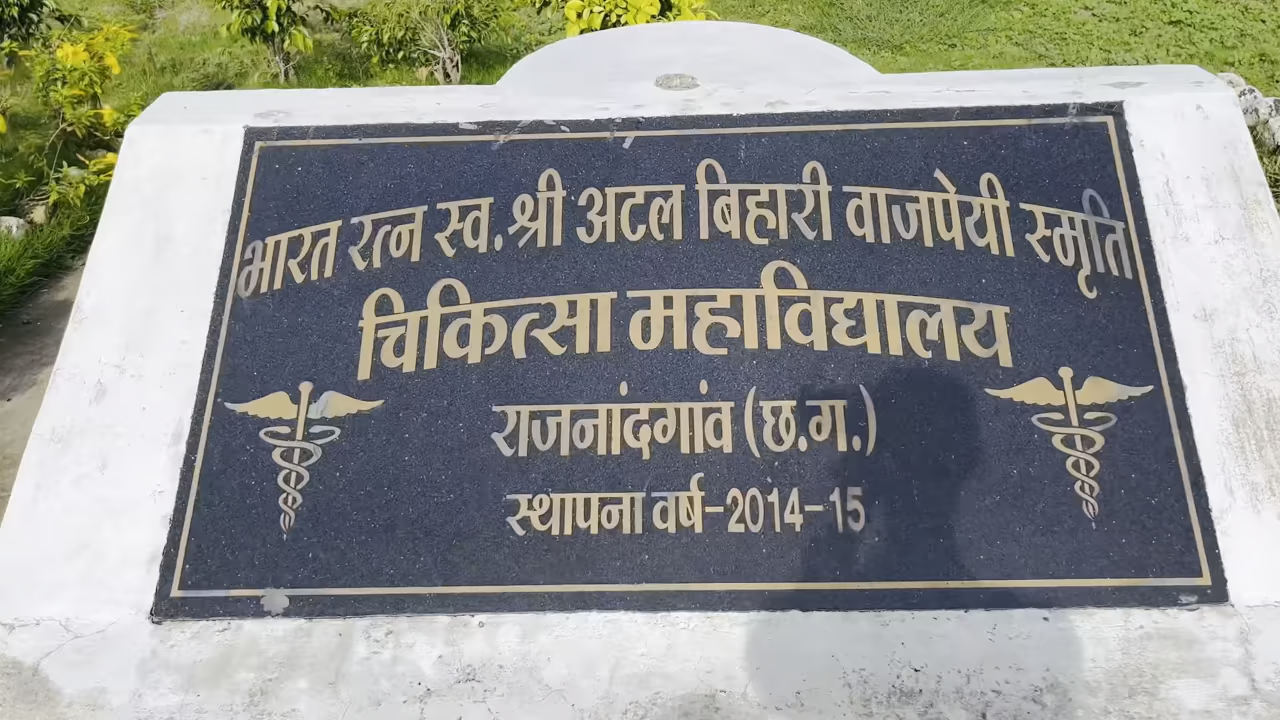 भारत रत्न स्व.श्री अटल बिहारी वाजपेयी स्मृति
चिकित्सा महाविद्यालय
राजनांदगांव (छ.ग.)
स्थापना वर्ष-2014-15